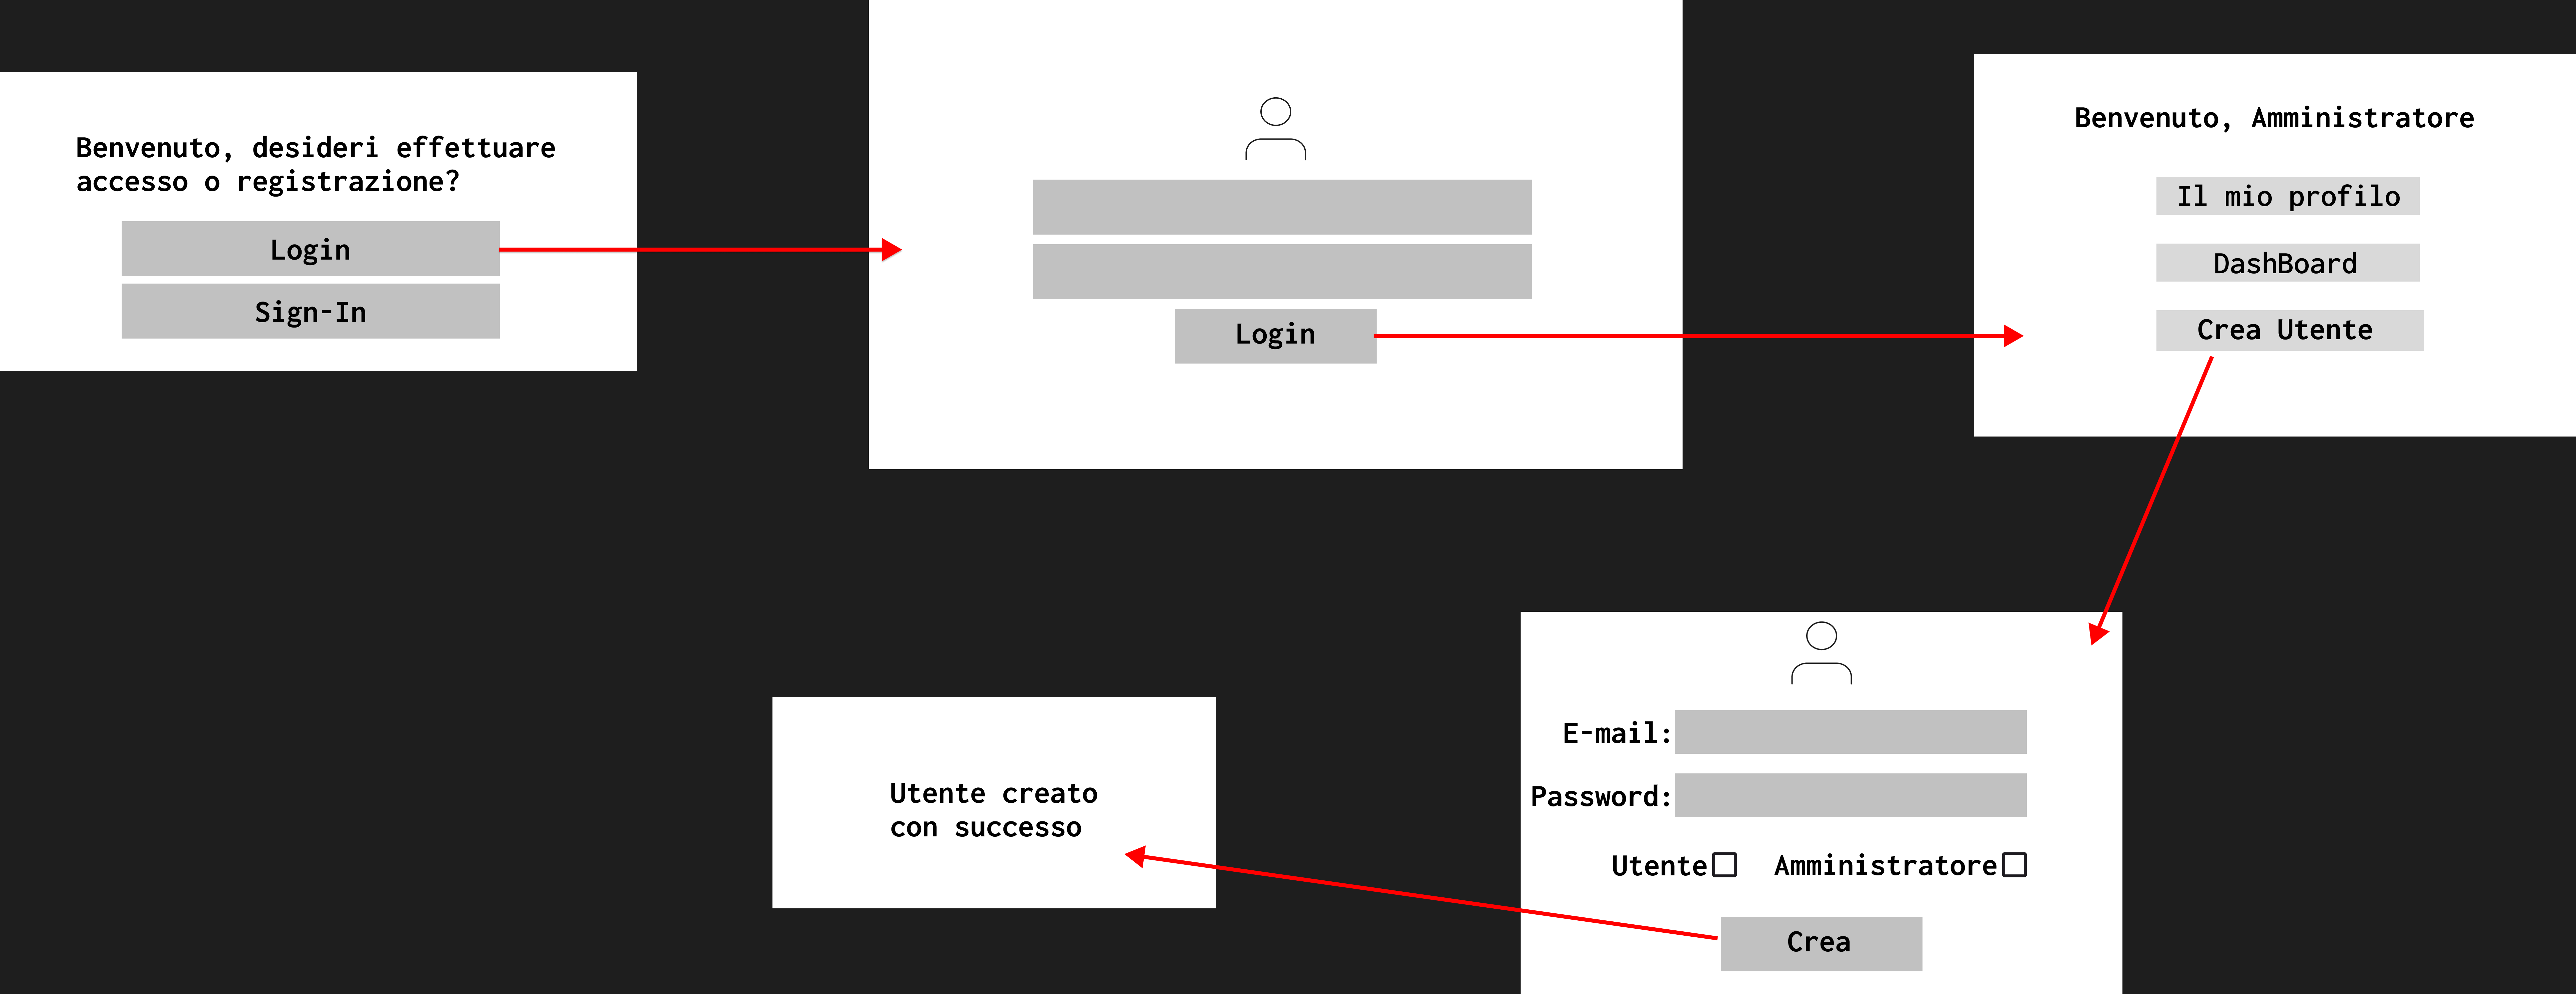 Benvenuto, desideri effettuare
accesso o registrazione?
Login
Sign-In
Login
Benvenuto, Amministratore
Il mio profilo
DashBoard
Crea Utente
E-mail:
Password:
Utente Amministratore
Crea
Utente creato
con successo